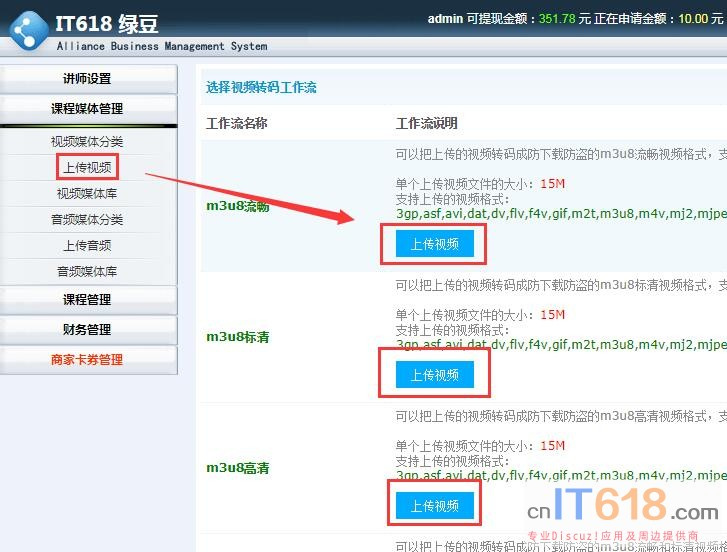 IT618 绿豆
Alliance Business Management System
admin 可提现金额：351.78 元 正在申请金额：10.00 元
讲师设置
课程媒体管理
视频媒体分类
上传视频
视频媒体库
音频媒体分类
上传音频
音频媒体库
课程管理
财务管理
商家卡券管理
选择视频转码工作流
工作流名称 工作流说明
m3u8流畅
可以把上传的视频转码成防下载防盗的m3u8流畅视频格式，支
单个上传视频文件的大小：15M
支持上传的视频格式：
3gp,asf,avi,dat,dv,flv,f4v,gif,m2t,m3u8,m4v,mj2,mjpe
上传视频
m3u8标清
可以把上传的视频转码成防下载防盗的m3u8标清视频格式，支
单个上传视频文件的大小：15M
支持上传的视频格式：
3gp,asf,avi,dat,dv,flv,f4v,gif,m2t,m3u8,m4v,mj2,mjpe
上传视频
m3u8高清
可以把上传的视频转码成防下载防盗的m3u8高清视频格式，支
单个上传视频文件的大小：15M
支持上传的视频格式：
3gp,asf,avi,dat,dv,flv,f4v,gif,m2t,m3u8,m4v,mj2,mjpe
上传视频
cnIT618.com
专业Discuz!应用及周边提供商
可以把上传的视频转码成防下载防盗的m3u8流畅和标清视频格